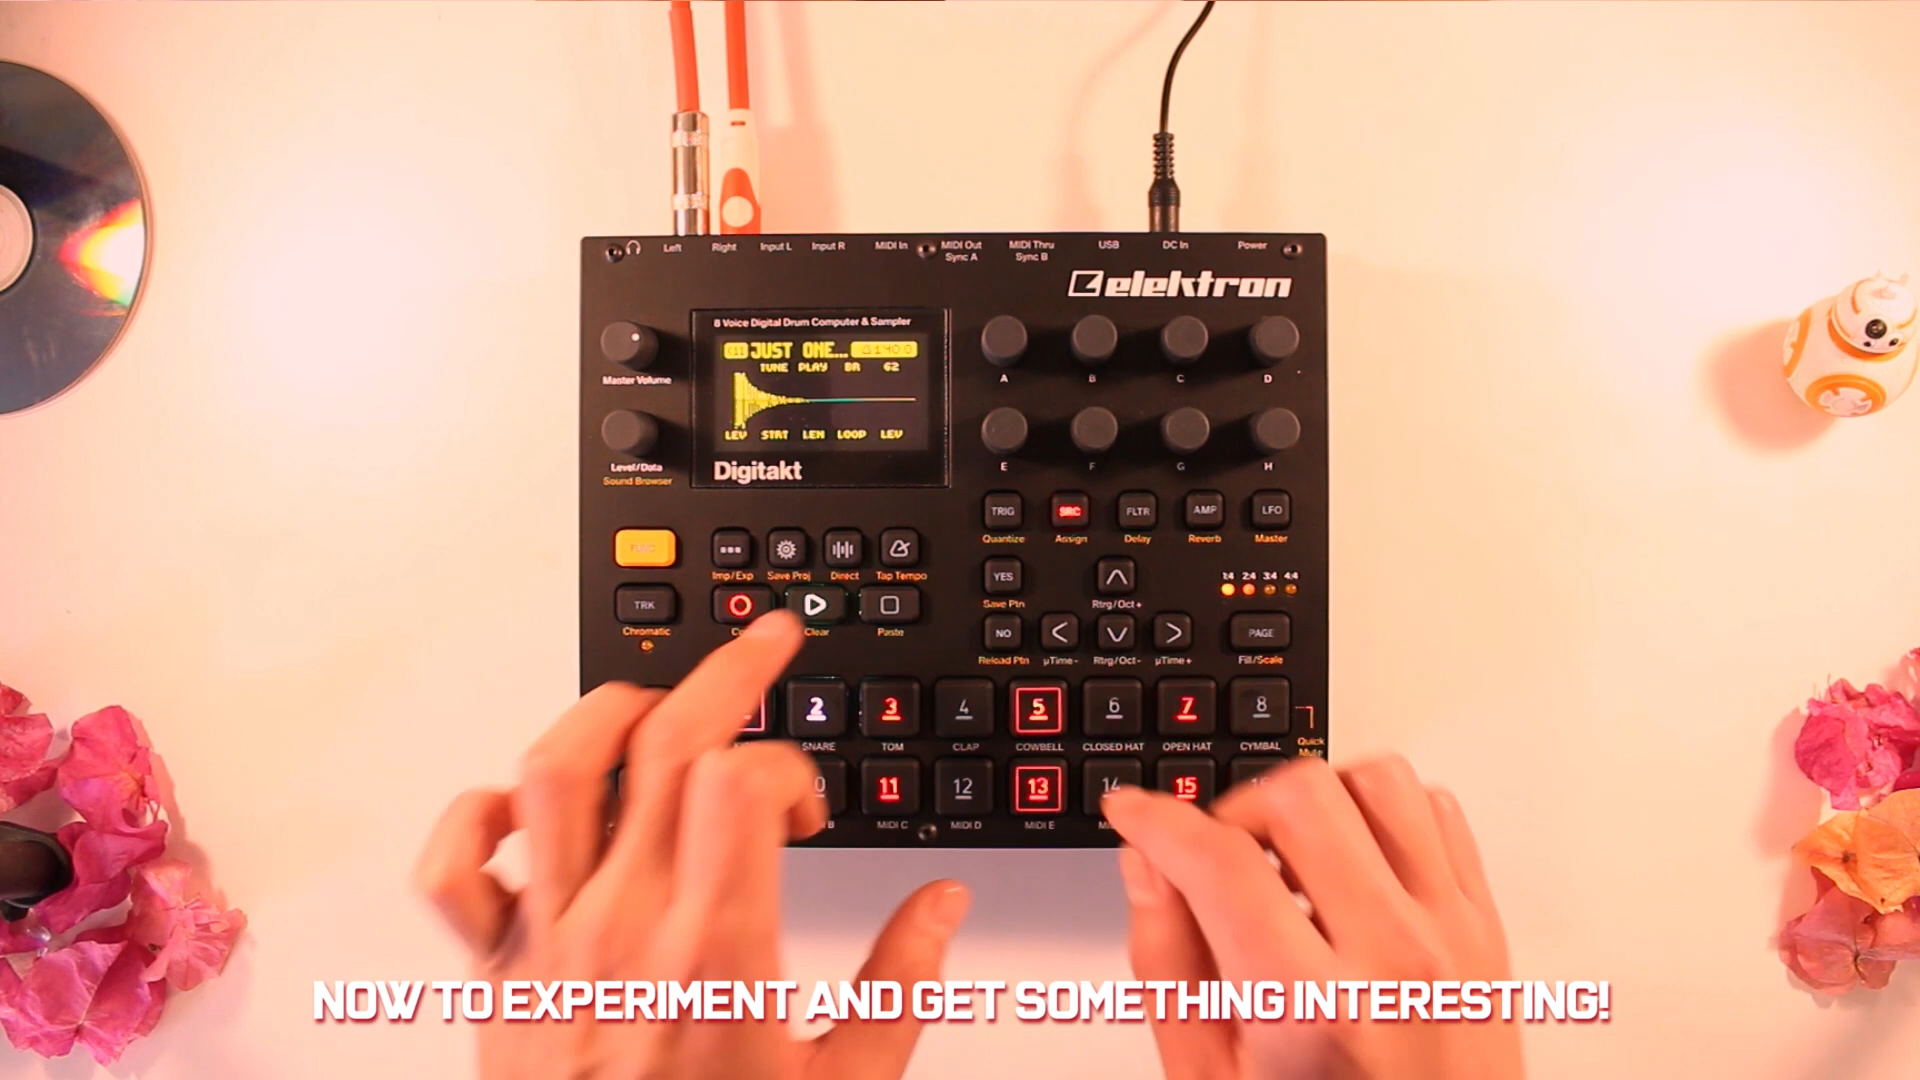 Left Right Input L Input R MIDI In MIDI Out MIDI Thru USB DC In Power
Sync A Sync B
elektron
8 Voice Digital Drum Computer & Sampler
JUST ONE...
TUNE PLAY BR 62
LEV STRT LEN LOOP LEV
Digitakt
Master Volume
Level/Data
Sound Browser
A B C D
E F G H
TRIG SRC FLTR AMP LFO
Quantize Assign Delay Reverb Master
Imp/Exp Save Proj Direct Tap Tempo
YES
Save Ptn Rtrg/Oct+
1:4 2:4 3:4 4:4
TRK
Chromatic Clear Paste
NO PAGE
Reload Ptn µTime- Rtrg/Oct- µTime+ Fill/Scale
2 3 4 5 6 7 8
SNARE TOM CLAP COWBELL CLOSED HAT OPEN HAT CYMBAL
Quick
Mute
11 12 13 14 15
MIDI C MIDI D MIDI E
NOW TO EXPERIMENT AND GET SOMETHING INTERESTING!